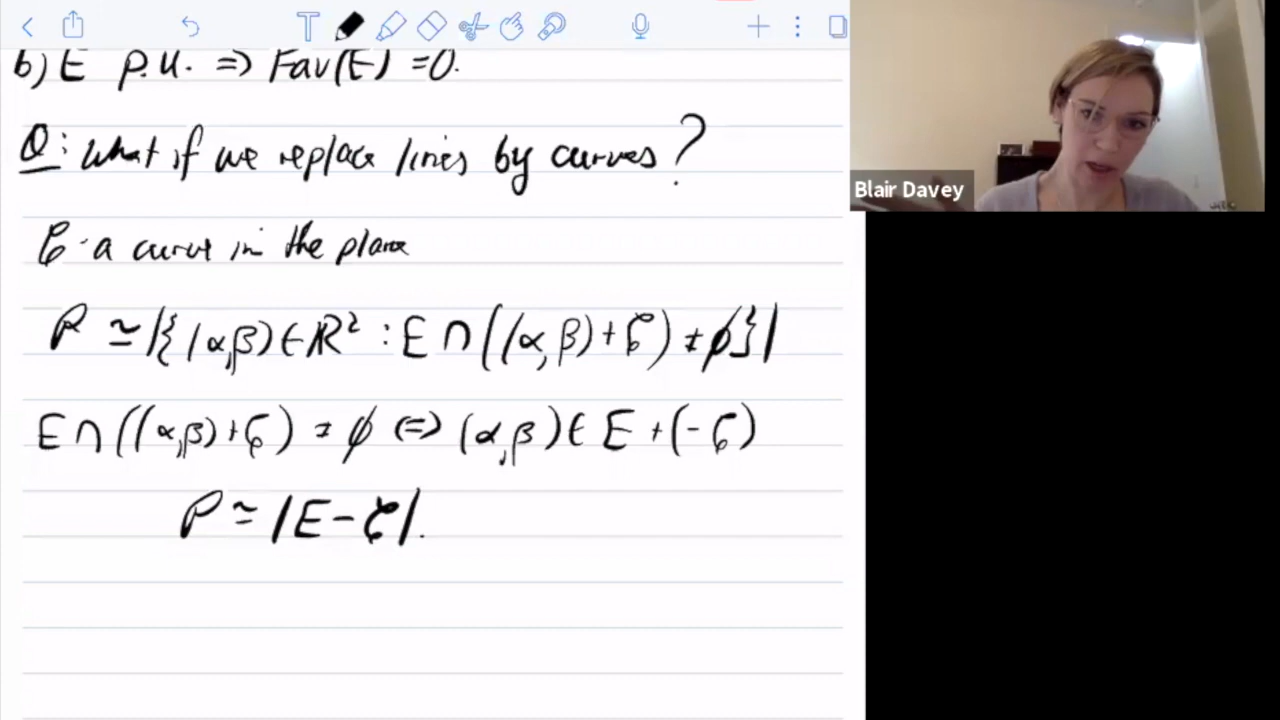 b) E p.u. => Fav(E) = 0.
Q: What if we replace lines by curves?
Blair Davey
ℓ - a curve in the plane
P ≃ |{(α,β) ∈ ℝ² : E ∩ ((α,β) + ℓ) ≠ ∅}|
E ∩ ((α,β) + ℓ) ≠ ∅ <=> (α,β) ∈ E + (-ℓ)
P ≃ |E - ℓ|.